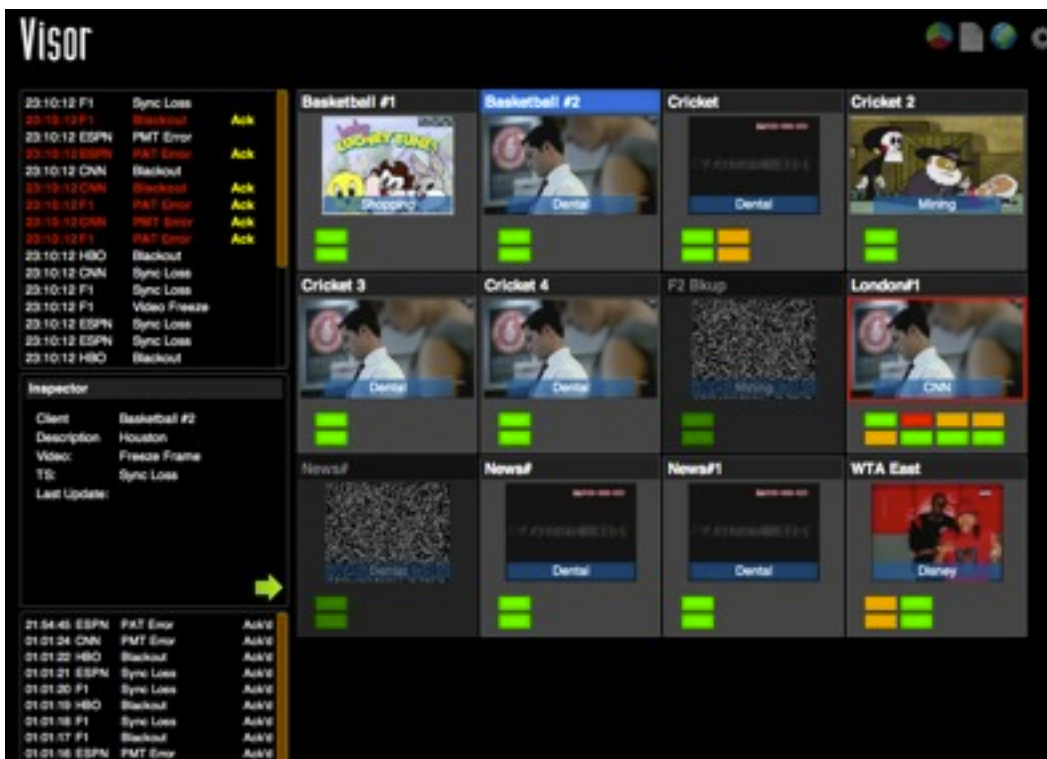 Visor
23:10:12 F1 Sync Loss
23:10:12 F1 Blackout Ack
23:10:12 ESPN PMT Error
23:10:12 ESPN PAT Error Ack
23:10:12 CNN Blackout
23:10:12 CNN Blackout Ack
23:10:12 F1 PAT Error Ack
23:10:12 CNN PMT Error Ack
23:10:12 F1 PAT Error Ack
23:10:12 HBO Blackout
23:10:12 CNN Sync Loss
23:10:12 F1 Sync Loss
23:10:12 F1 Video Freeze
23:10:12 ESPN Sync Loss
23:10:12 ESPN Sync Loss
23:10:12 HBO Blackout
Inspector
Client Basketball #2
Description Houston
Video: Freeze Frame
TS: Sync Loss
Last Update:
21:54:45 ESPN PAT Error Ack'd
01:01:24 CNN PMT Error Ack'd
01:01:22 HBO Blackout Ack'd
01:01:21 ESPN Sync Loss Ack'd
01:01:20 F1 Sync Loss Ack'd
01:01:19 HBO Blackout Ack'd
01:01:18 F1 Sync Loss Ack'd
01:01:17 F1 Blackout Ack'd
01:01:16 ESPN PMT Error Ack'd
Basketball #1 Basketball #2 Cricket Cricket 2
LOONEY TUNES
Shopping Dental Dental Mining
Cricket 3 Cricket 4 F2 Bkup London#1
Dental Dental Mining CNN
News# News# News#1 WTA East
Dental Dental Dental Disney